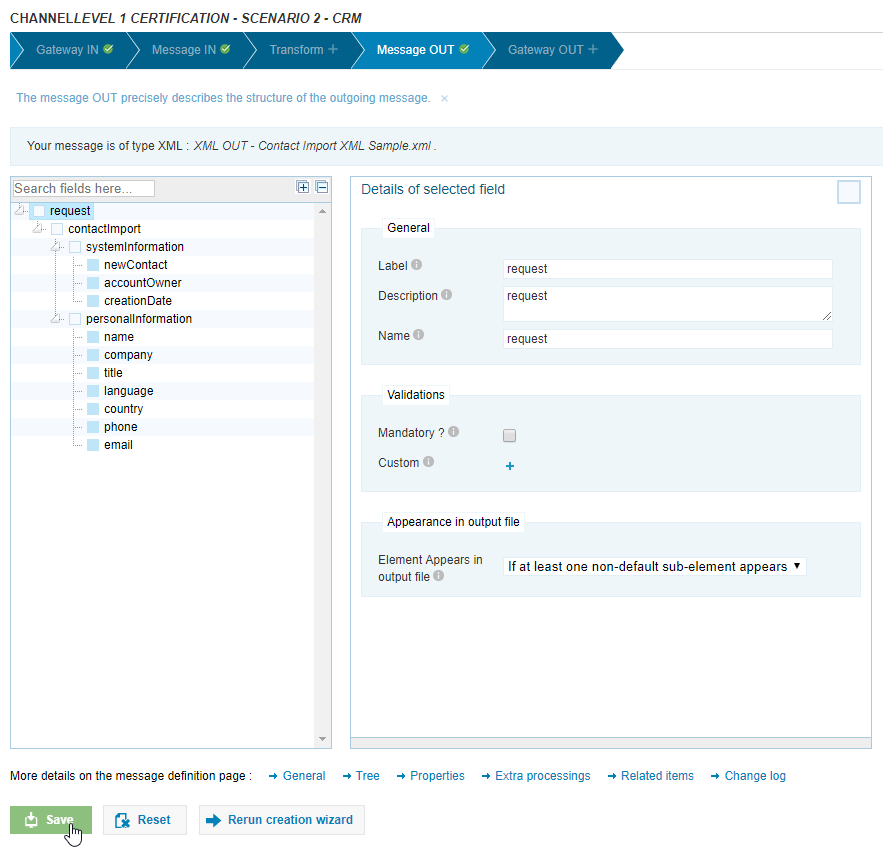 CHANNELLEVEL 1 CERTIFICATION - SCENARIO 2 - CRM
Gateway IN Message IN Transform + Message OUT Gateway OUT +
The message OUT precisely describes the structure of the outgoing message. ×
Your message is of type XML : XML OUT - Contact Import XML Sample.xml .
Search fields here...
request
contactImport
systemInformation
newContact
accountOwner
creationDate
personalInformation
name
company
title
language
country
phone
email
Details of selected field
General
Label request
Description request
Name request
Validations
Mandatory ?
Custom +
Appearance in output file
Element Appears in
output file If at least one non-default sub-element appears
More details on the message definition page : General Tree Properties Extra processings Related items Change log
Save Reset Rerun creation wizard